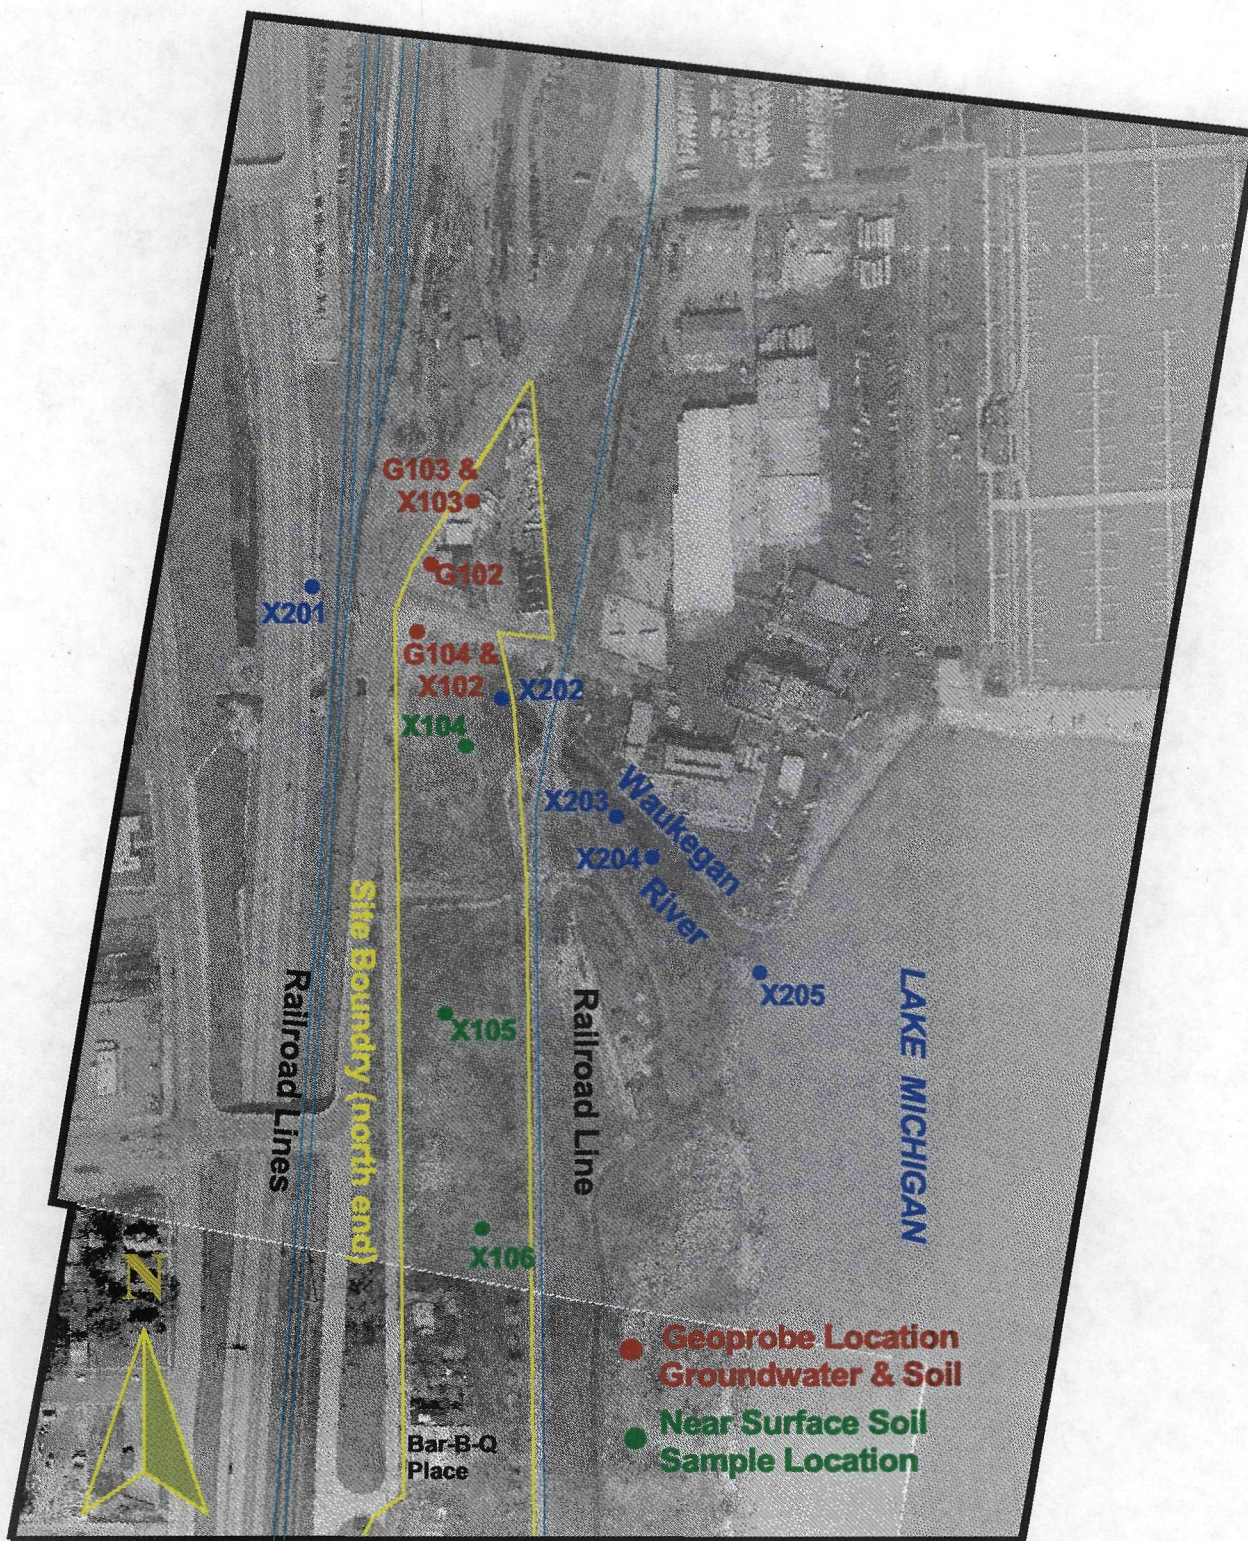 G103 &
X103
G102
X201
G104 &
X102
X202
X104
X203
Waukegan
X204
River
Site Boundry (north end)
Railroad Lines
Railroad Line
X205
LAKE MICHIGAN
X105
X106
N
Geoprobe Location
Groundwater & Soil
Near Surface Soil
Sample Location
Bar-B-Q
Place